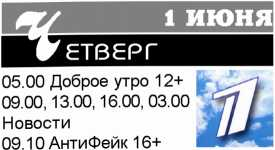 1 ИЮНЯ
ЧЕТВЕРГ
05.00 Доброе утро 12+
09.00, 13.00, 16.00, 03.00
Новости
09.10 АнтиФейк 16+
1